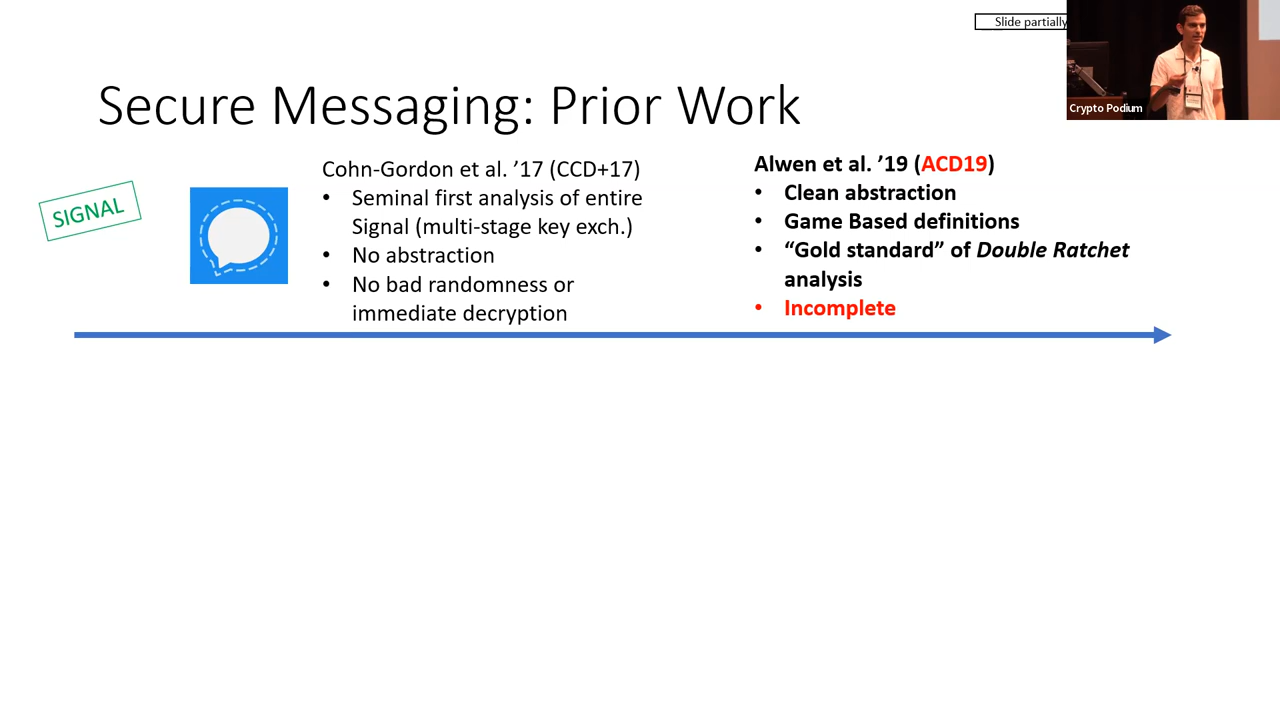 Slide partially
Crypto Podium
Secure Messaging: Prior Work
SIGNAL
Cohn-Gordon et al. ’17 (CCD+17)
• Seminal first analysis of entire
Signal (multi-stage key exch.)
• No abstraction
• No bad randomness or
immediate decryption
Alwen et al. ’19 (ACD19)
• Clean abstraction
• Game Based definitions
• “Gold standard” of Double Ratchet
analysis
• Incomplete